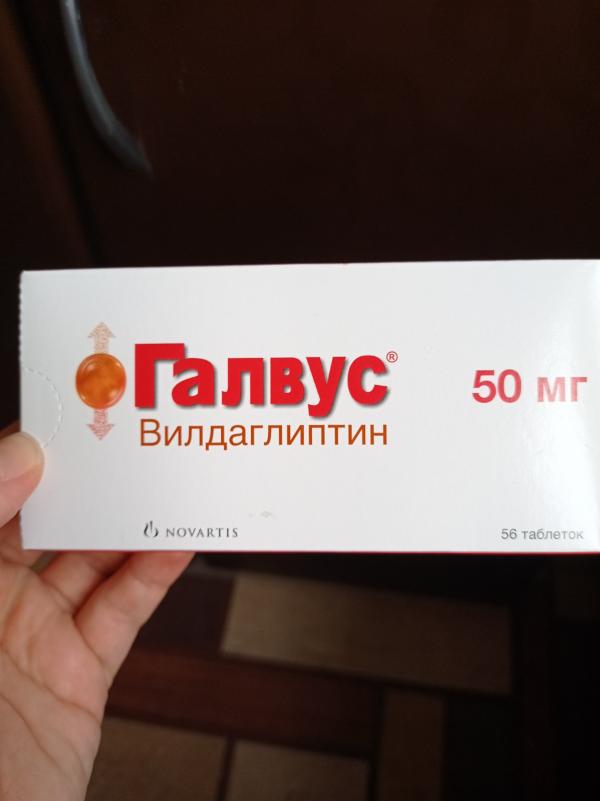 Галвус®
50 мг
Вилдаглиптин
NOVARTIS
56 таблеток